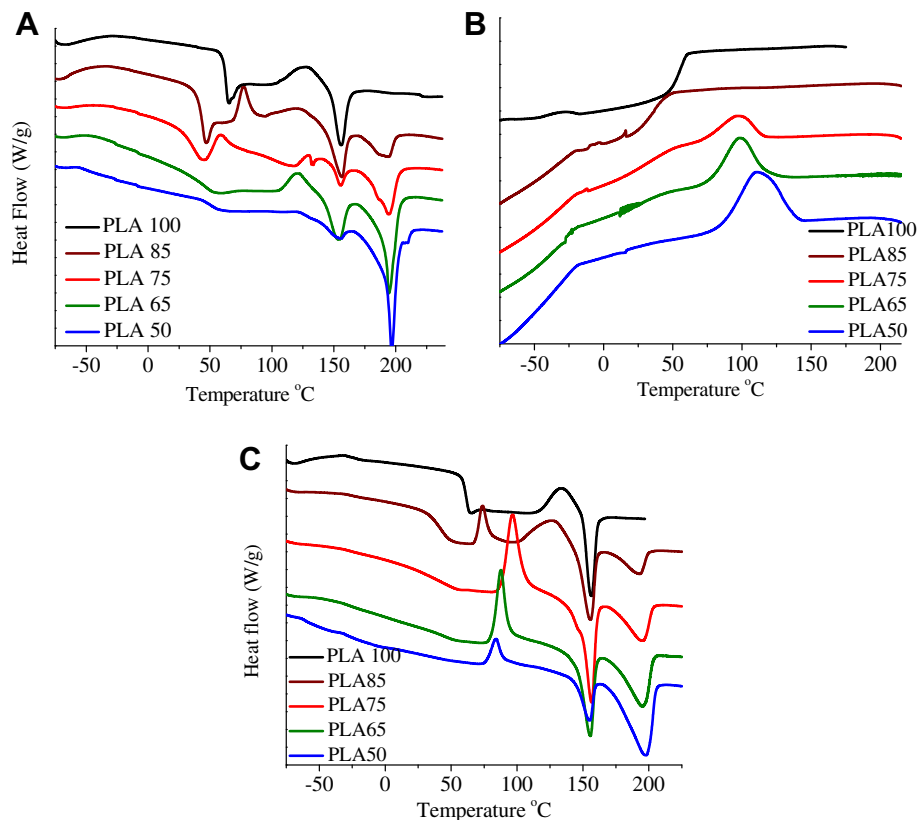 A
Heat Flow (W/g)
PLA 100
PLA 85
PLA 75
PLA 65
PLA 50
-50 0 50 100 150 200
Temperature °C
B
PLA100
PLA85
PLA75
PLA65
PLA50
-50 0 50 100 150 200
Temperature °C
C
Heat flow (W/g)
PLA 100
PLA85
PLA75
PLA65
PLA50
-50 0 50 100 150 200
Temperature °C